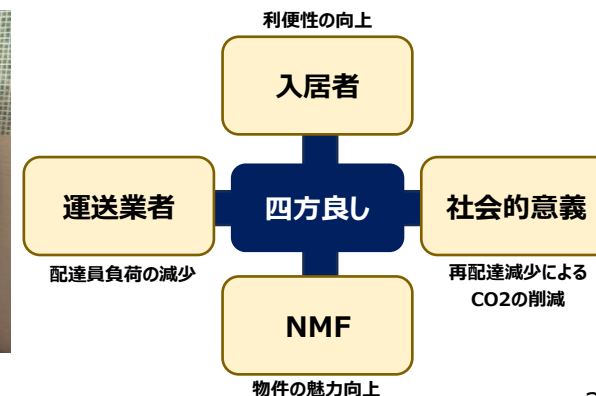 利便性の向上
入居者
運送業者
四方良し
社会的意義
配達員負荷の減少
再配達減少による
CO2の削減
NMF
物件の魅力向上